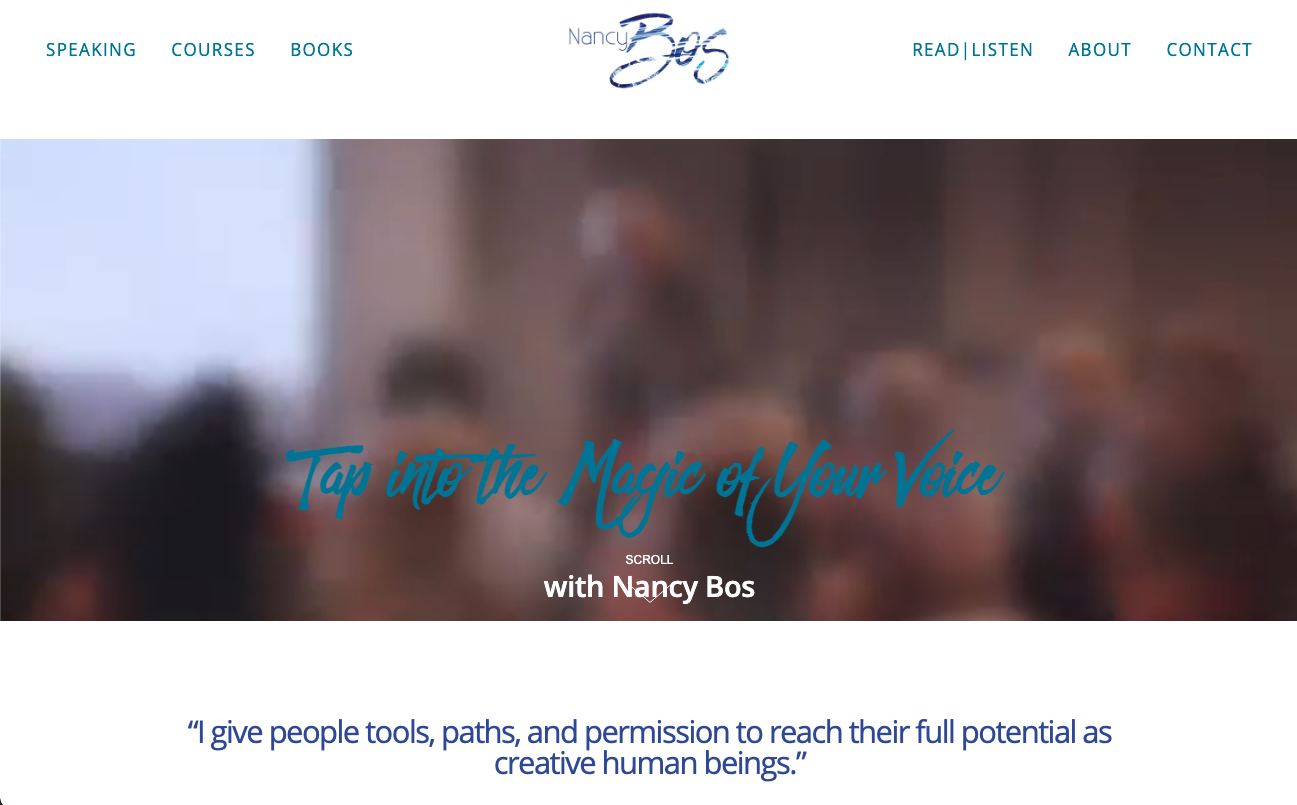 SPEAKING COURSES BOOKS
Nancy Bos
READ|LISTEN ABOUT CONTACT
Tap into the Magic of Your Voice
SCROLL
with Nancy Bos
“I give people tools, paths, and permission to reach their full potential as
creative human beings.”